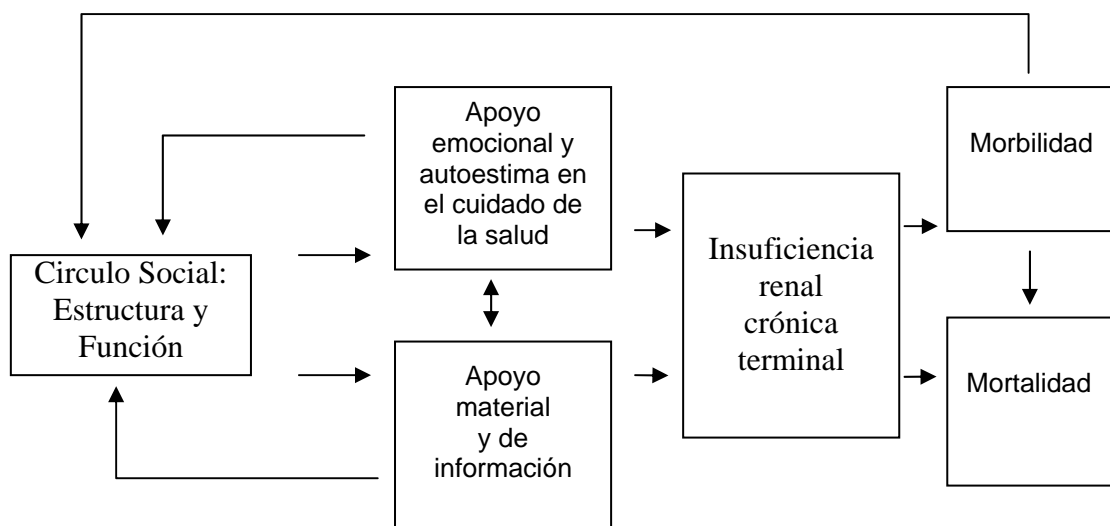 Apoyo
emocional y
autoestima en
el cuidado de
la salud
Morbilidad
Circulo Social:
Estructura y
Función
Insuficiencia
renal
crónica
terminal
Apoyo
material
y de
información
Mortalidad